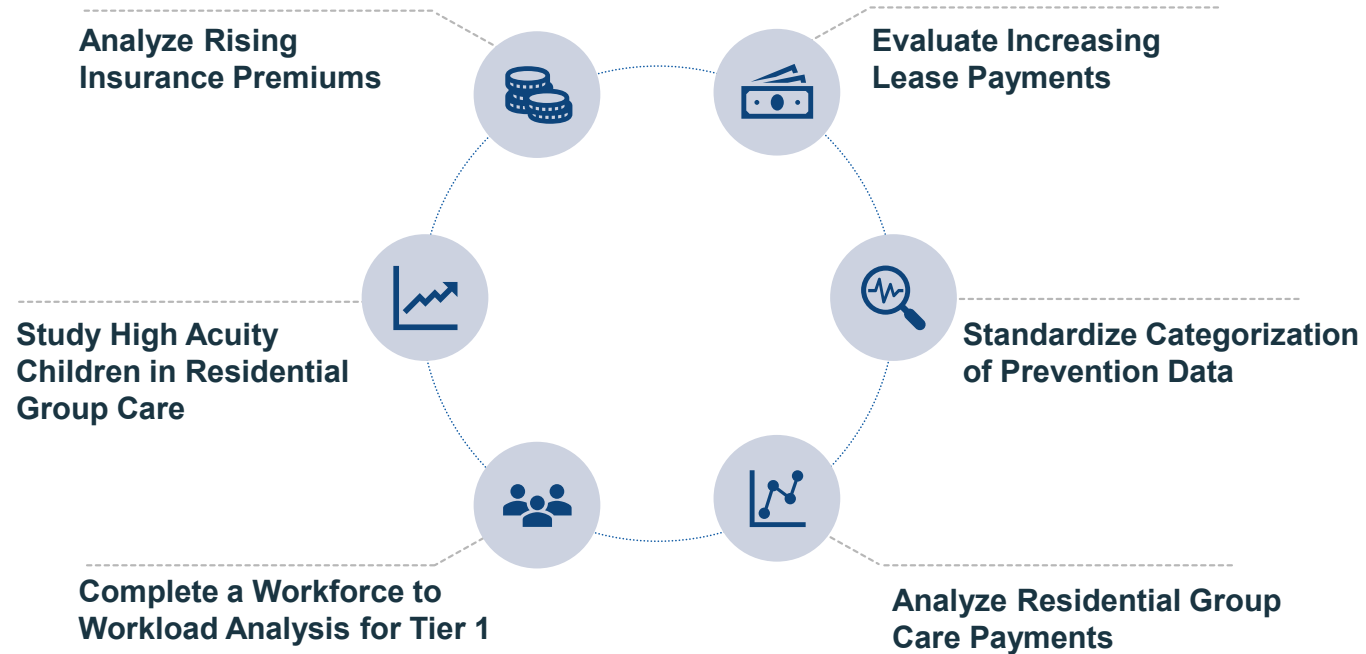 Analyze Rising
Insurance Premiums
Evaluate Increasing
Lease Payments
Study High Acuity
Children in Residential
Group Care
Standardize Categorization
of Prevention Data
Complete a Workforce to
Workload Analysis for Tier 1
Analyze Residential Group
Care Payments